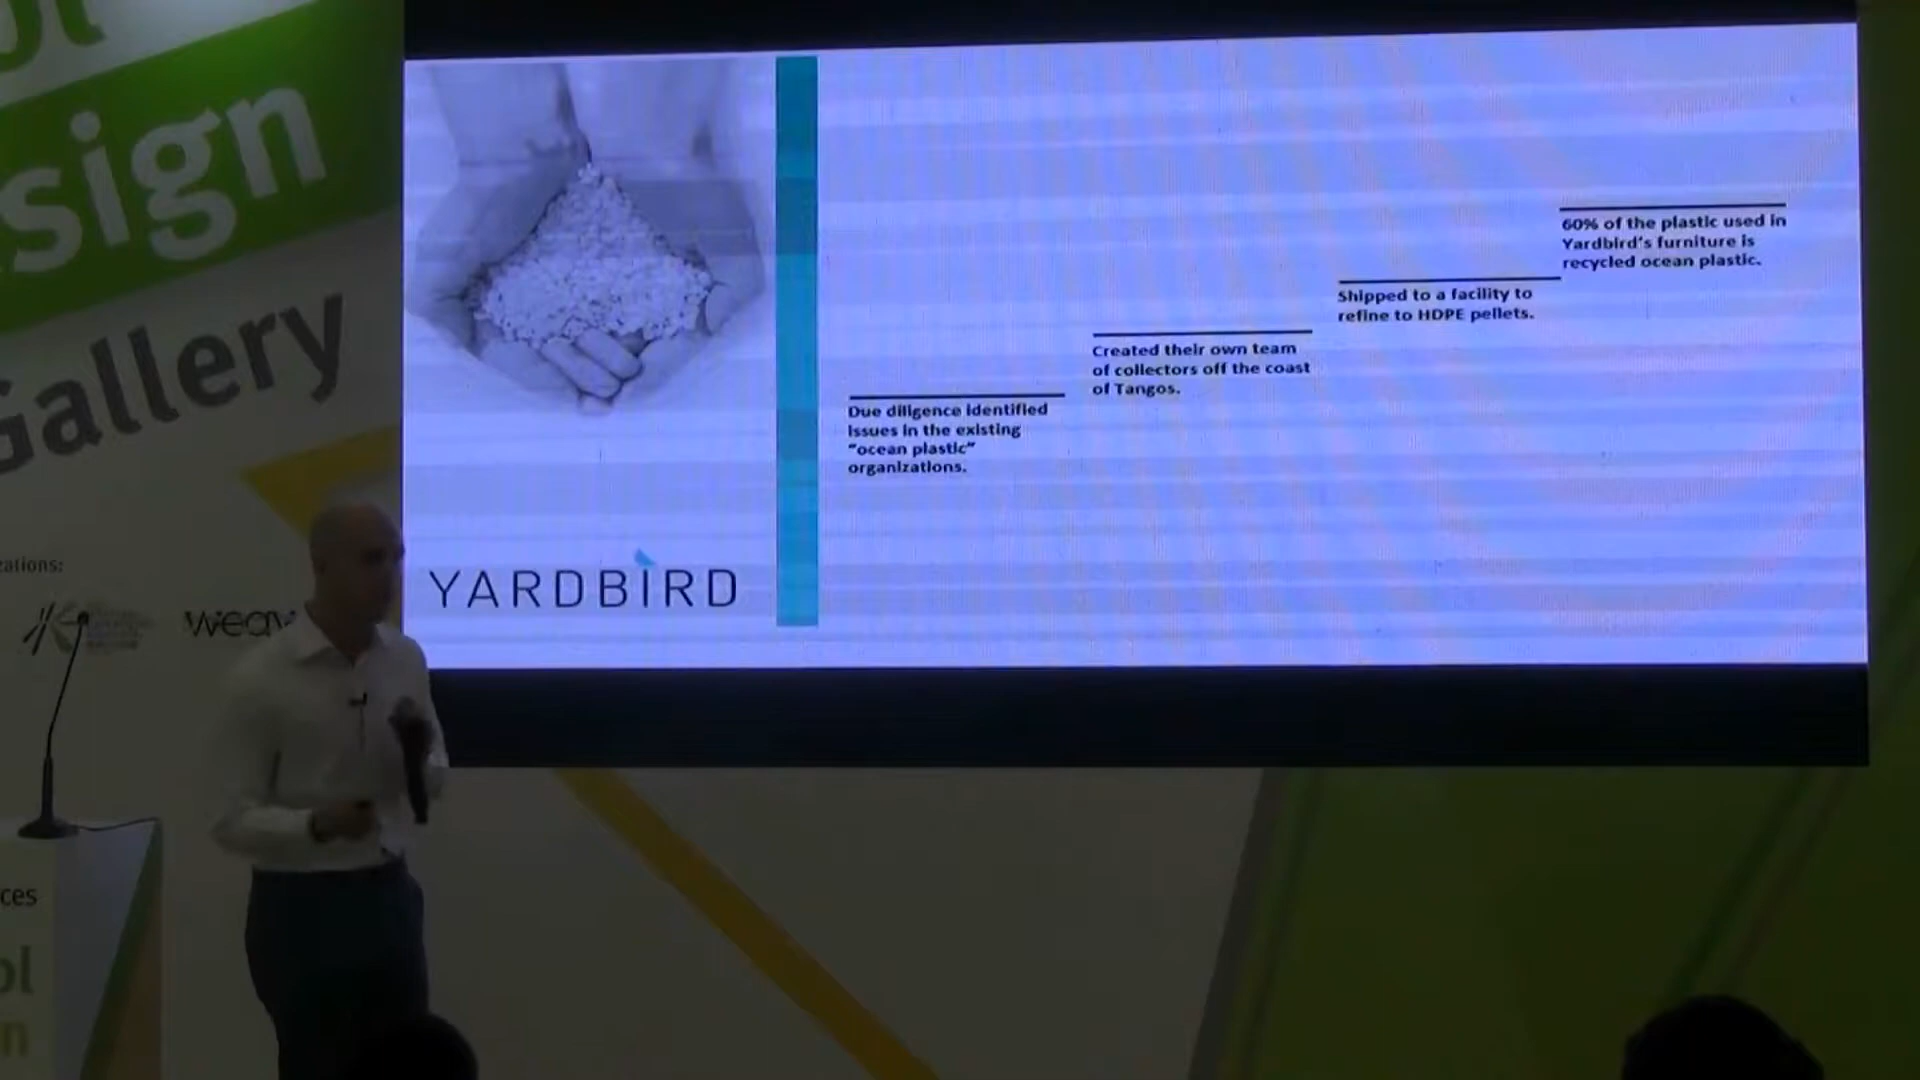 sign
Gallery
YARDBIRD
Due diligence identified
issues in the existing
"ocean plastic"
organizations.
Created their own team
of collectors off the coast
of Tangos.
Shipped to a facility to
refine to HDPE pellets.
60% of the plastic used in
Yardbird's furniture is
recycled ocean plastic.